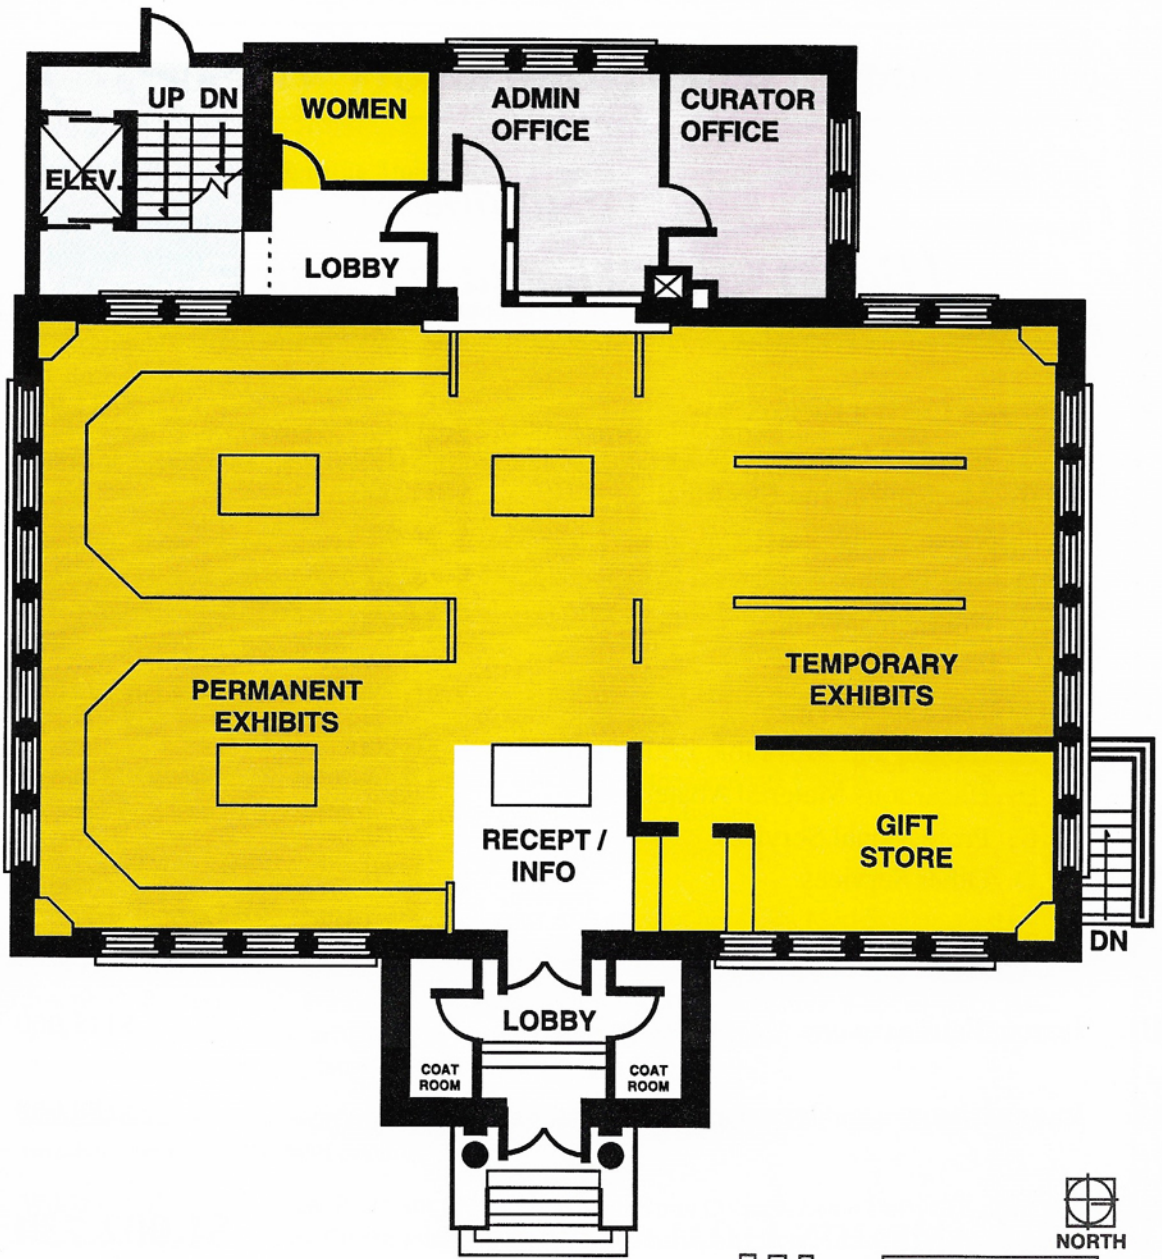 UP DN
WOMEN
ADMIN
OFFICE
CURATOR
OFFICE
ELEV.
LOBBY
PERMANENT
EXHIBITS
TEMPORARY
EXHIBITS
RECEPT /
INFO
GIFT
STORE
DN
LOBBY
COAT
ROOM
COAT
ROOM
NORTH